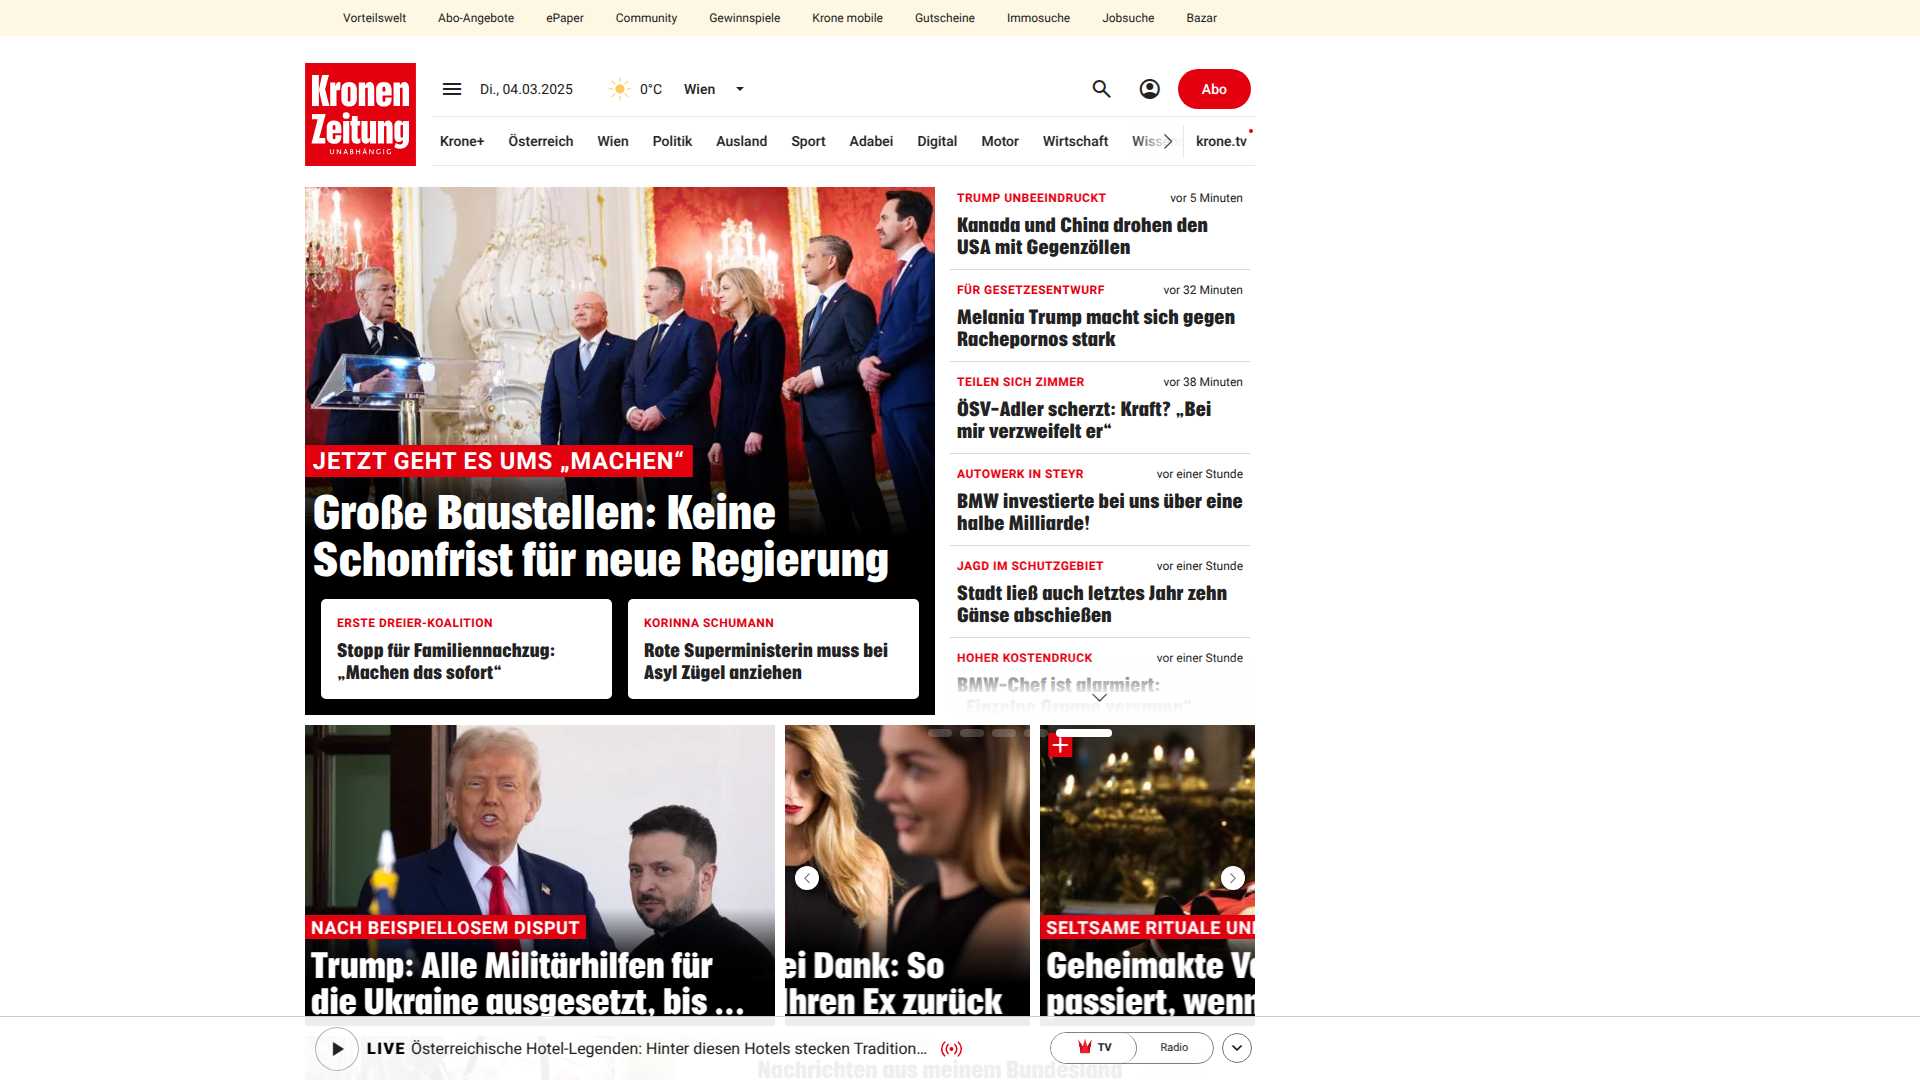 Vorteilswelt Abo-Angebote ePaper Community Gewinnspiele Krone mobile Gutscheine Immosuche Jobsuche Bazar
Kronen
Zeitung
UNABHÄNGIG
Di., 04.03.2025 0°C Wien
Abo
Krone+ Österreich Wien Politik Ausland Sport Adabei Digital Motor Wirtschaft Wiss krone.tv
JETZT GEHT ES UMS „MACHEN“
Große Baustellen: Keine
Schonfrist für neue Regierung
ERSTE DREIER-KOALITION
Stopp für Familiennachzug:
„Machen das sofort“
KORINNA SCHUMANN
Rote Superministerin muss bei
Asyl Zügel anziehen
TRUMP UNBEEINDRUCKT vor 5 Minuten
Kanada und China drohen den
USA mit Gegenzöllen
FÜR GESETZESENTWURF vor 32 Minuten
Melania Trump macht sich gegen
Rachepornos stark
TEILEN SICH ZIMMER vor 38 Minuten
ÖSV-Adler scherzt: Kraft? „Bei
mir verzweifelt er“
AUTOWERK IN STEYR vor einer Stunde
BMW investierte bei uns über eine
halbe Milliarde!
JAGD IM SCHUTZGEBIET vor einer Stunde
Stadt ließ auch letztes Jahr zehn
Gänse abschießen
HOHER KOSTENDRUCK vor einer Stunde
BMW-Chef ist alarmiert:
„Einzelne Gruppe versagen“
NACH BEISPIELLOSEM DISPUT
Trump: Alle Militärhilfen für
die Ukraine ausgesetzt, bis ...
ei Dank: So
Ihren Ex zurück
SELTSAME RITUALE UN
Geheimakte V
passiert, wenn
LIVE Österreichische Hotel-Legenden: Hinter diesen Hotels stecken Tradition...
TV Radio
Nachrichten aus meinem Bundesland